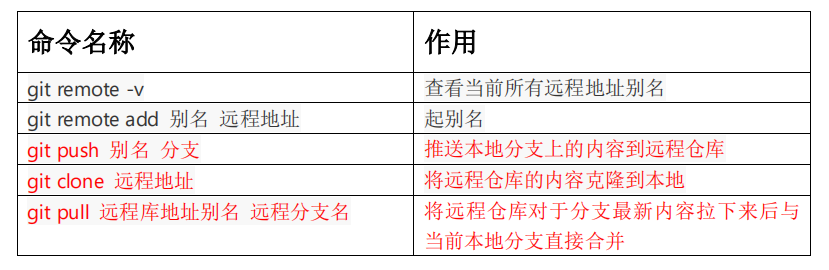 命令名称 作用
git remote -v 查看当前所有远程地址别名
git remote add 别名 远程地址 起别名
git push 别名 分支 推送本地分支上的内容到远程仓库
git clone 远程地址 将远程仓库的内容克隆到本地
git pull 远程库地址别名 远程分支名 将远程仓库对于分支最新内容拉下来后与
当前本地分支直接合并